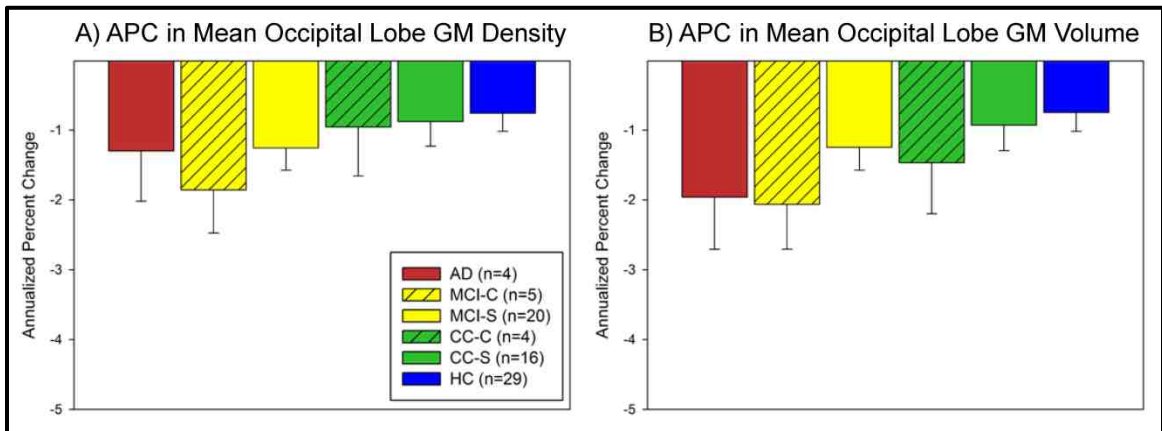 A) APC in Mean Occipital Lobe GM Density
Annualized Percent Change
-1
-2
-3
-4
-5
AD (n=4)
MCI-C (n=5)
MCI-S (n=20)
CC-C (n=4)
CC-S (n=16)
HC (n=29)
B) APC in Mean Occipital Lobe GM Volume
Annualized Percent Change
-1
-2
-3
-4
-5